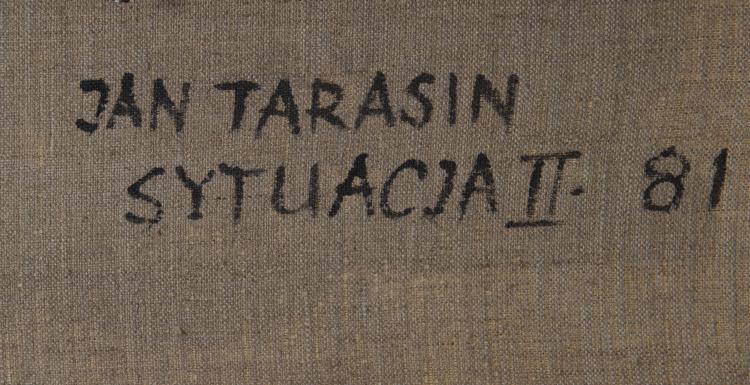 JAN TARASIN
SYTUACJA II. 81